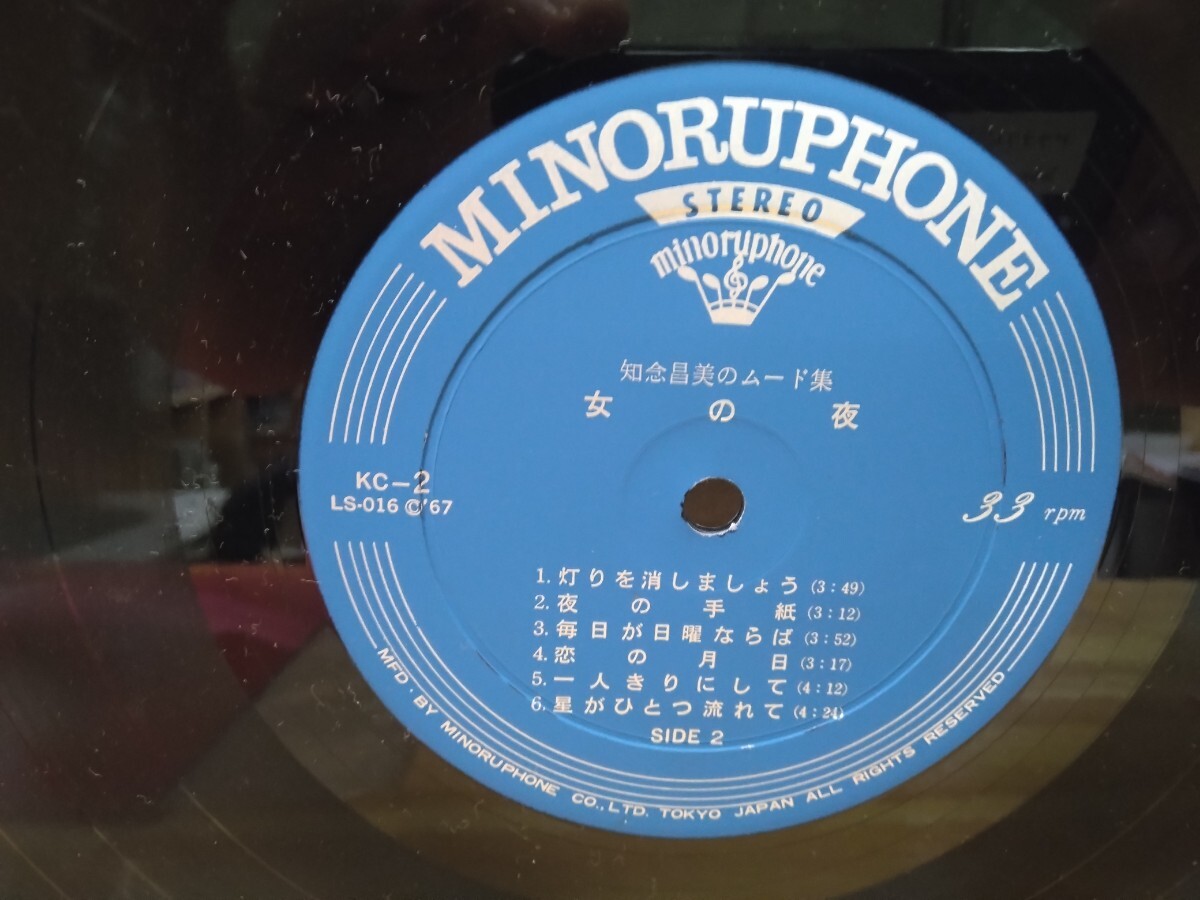 MINORUPHONE
STEREO
minoruphone
知念昌美のムード集
女の夜
KC-2
LS-016 ©'67
33 rpm
1. 灯りを消しましょう (3:49)
2. 夜の手紙 (3:12)
3. 毎日が日曜ならば (3:52)
4. 恋の月日 (3:17)
5. 一人きりにして (4:12)
6. 星がひとつ流れて (4:24)
SIDE 2
MFD. BY MINORUPHONE CO., LTD. TOKYO JAPAN ALL RIGHTS RESERVED